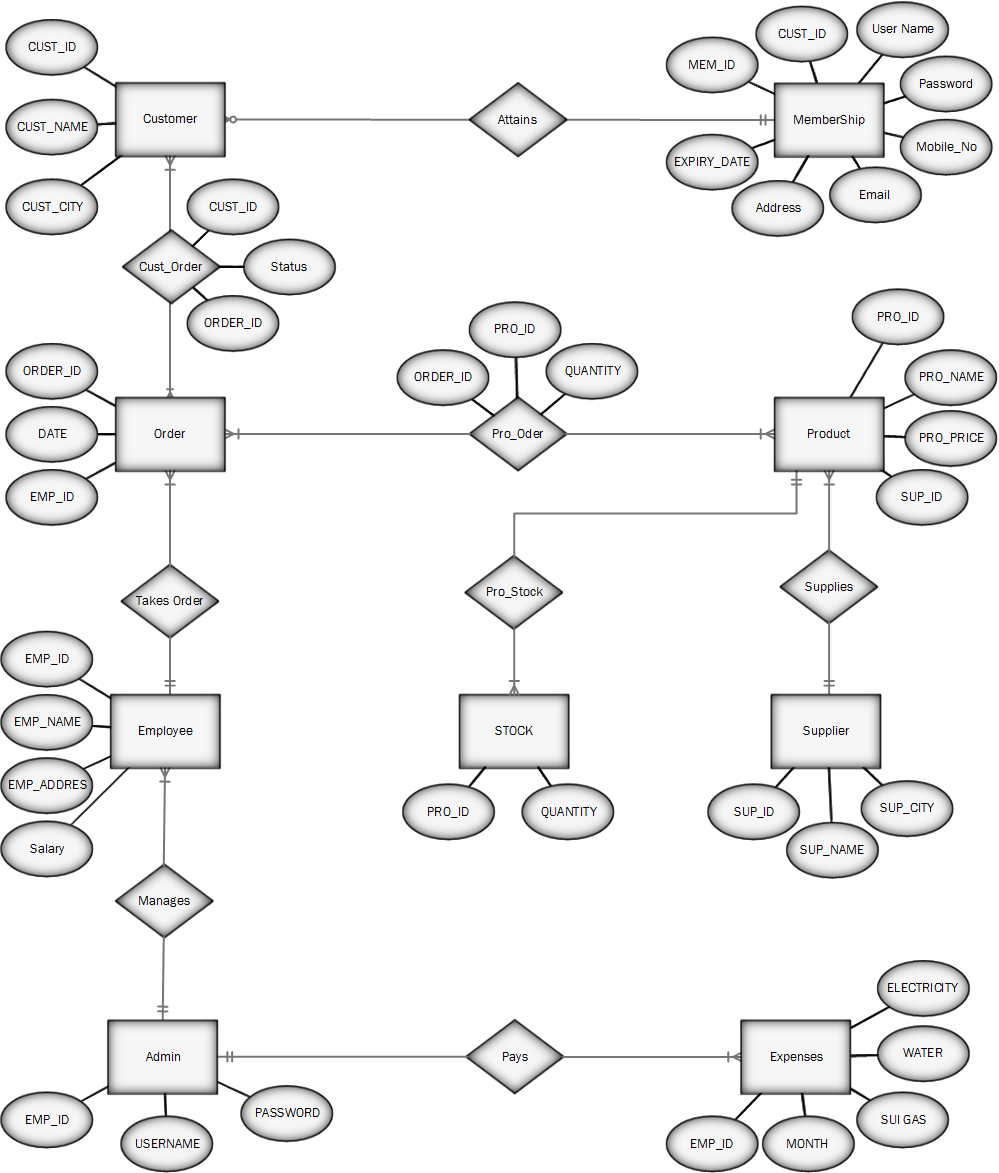 CUST_ID
CUST_NAME
CUST_CITY
Customer
Attains
MEM_ID
CUST_ID
User Name
Password
Mobile_No
Email
Address
EXPIRY_DATE
MemberShip
CUST_ID
Cust_Order
Status
ORDER_ID
ORDER_ID
DATE
EMP_ID
Order
ORDER_ID
PRO_ID
QUANTITY
Pro_Oder
PRO_ID
PRO_NAME
PRO_PRICE
SUP_ID
Product
Takes Order
Pro_Stock
Supplies
EMP_ID
EMP_NAME
EMP_ADDRES
Salary
Employee
STOCK
PRO_ID
QUANTITY
Supplier
SUP_ID
SUP_NAME
SUP_CITY
Manages
Admin
EMP_ID
USERNAME
PASSWORD
Pays
Expenses
ELECTRICITY
WATER
SUI GAS
MONTH
EMP_ID